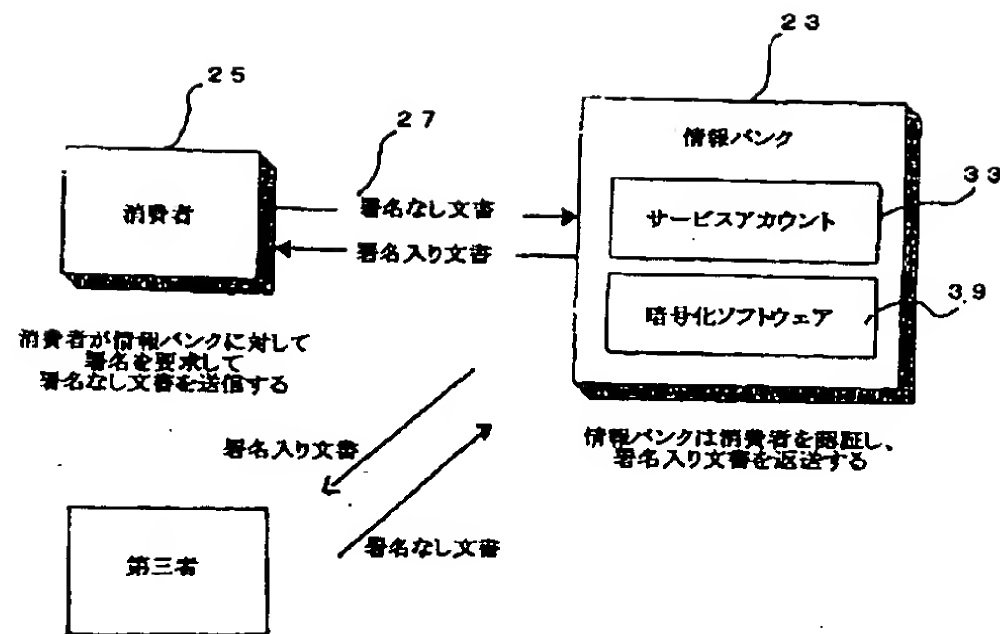 23
25
27
情報バンク
33
消費者
署名なし文書
サービスアカウント
署名入り文書
39
暗号化ソフトウェア
消費者が情報バンクに対して
署名を要求して
署名なし文書を送信する
情報バンクは消費者を認証し、
署名入り文書を返送する
署名入り文書
署名なし文書
第三者